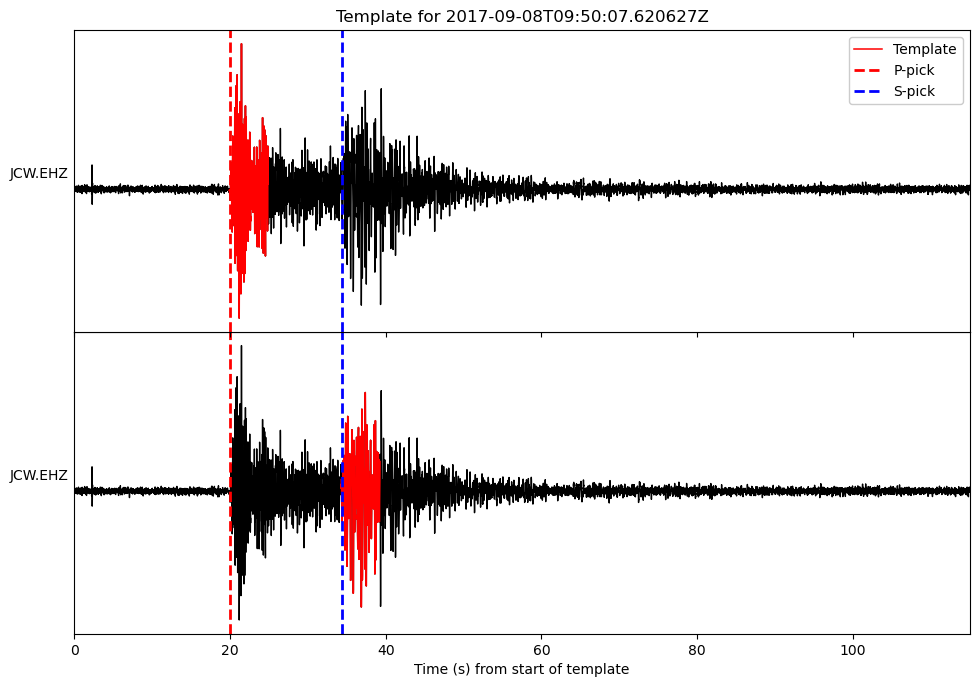 Template for 2017-09-08T09:50:07.620627Z
Template
P-pick
S-pick
JCW.EHZ
JCW.EHZ
0 20 40 60 80 100
Time (s) from start of template